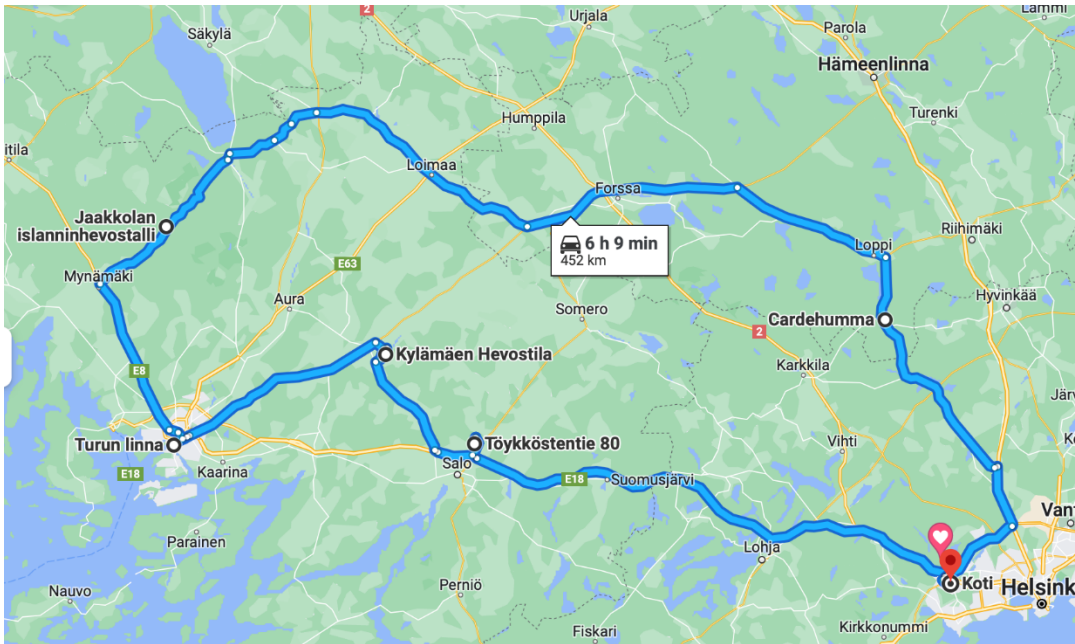 Säkylä
2
Urjala
Parola
Lammi
Hämeenlinna
Humppila
Turenki
itila
Loimaa
Forssa
Jaakkolan
islanninhevostalli
6 h 9 min
452 km
Riihimäki
Loppi
Mynämäki
E63
Aura
Somero
Hyvinkää
Cardehumma
2
Kylämäen Hevostila
Karkkila
E8
Järv
Turun linna
Töykköstentie 80
Vihti
Kaarina
E18
Salo
E18
Suomusjärvi
Parainen
Lohja
Vant
Koti
Helsink
Nauvo
Perniö
Kirkkonummi
Fiskari